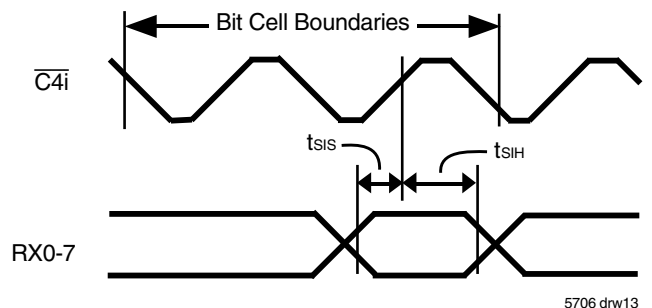 Bit Cell Boundaries
C4i
tSIS
tSIH
RX0-7
5706 drw13